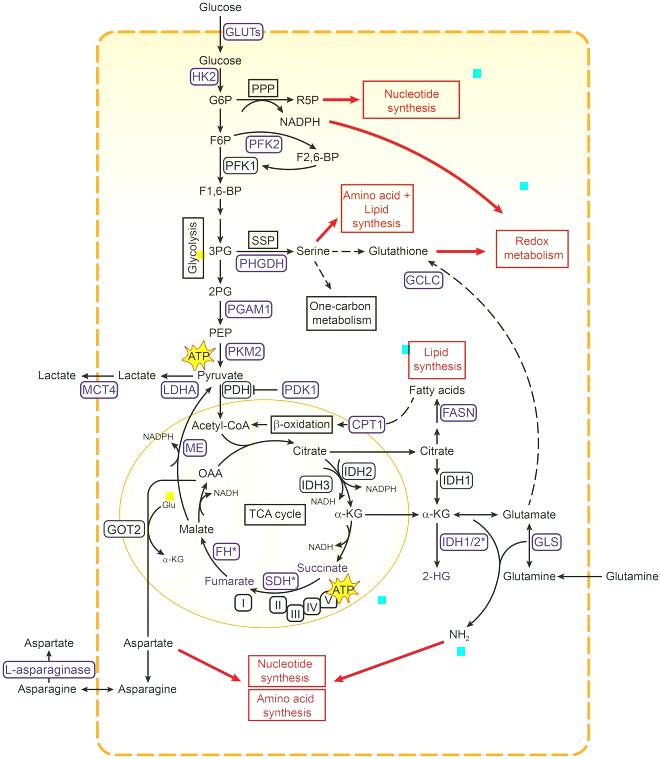 Glucose
GLUTs
Glucose
HK2
PPP
G6P
R5P
Nucleotide
synthesis
NADPH
F6P
PFK2
F2,6-BP
PFK1
F1,6-BP
Amino acid +
Lipid
synthesis
Glycolysis
SSP
3PG
Serine
Glutathione
Redox
metabolism
PHGDH
GCLC
2PG
PGAM1
One-carbon
metabolism
PEP
ATP
PKM2
Lipid
synthesis
Lactate
Lactate
Pyruvate
MCT4
LDHA
PDH
PDK1
Fatty acids
FASN
Acetyl-CoA
β-oxidation
CPT1
NADPH
ME
Citrate
Citrate
OAA
IDH2
IDH3
IDH1
NADPH
NADH
NADH
Glu
TCA cycle
α-KG
α-KG
Glutamate
GOT2
Malate
NADH
IDH1/2*
GLS
α-KG
FH*
Succinate
Fumarate
SDH*
2-HG
Glutamine
Glutamine
ATP
I
II
III
IV
V
NH2
Aspartate
Aspartate
L-asparaginase
Asparagine
Asparagine
Nucleotide
synthesis
Amino acid
synthesis